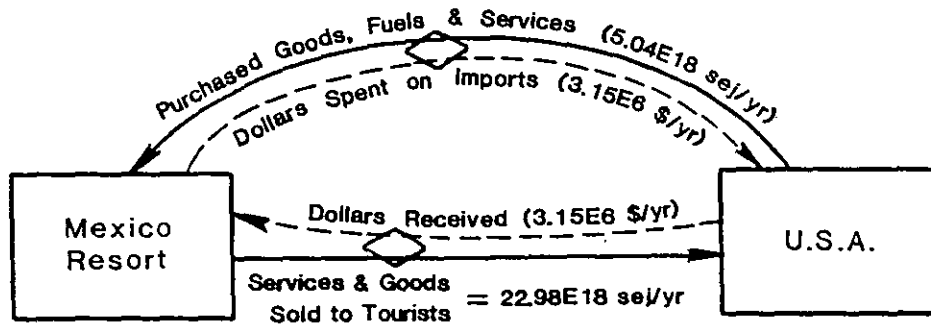 Purchased Goods, Fuels & Services (5.04E18 sej/yr)
Dollars Spent on Imports (3.15E6 $/yr)
Mexico
Resort
Dollars Received (3.15E6 $/yr)
U.S.A.
Services & Goods
Sold to Tourists = 22.98E18 sej/yr